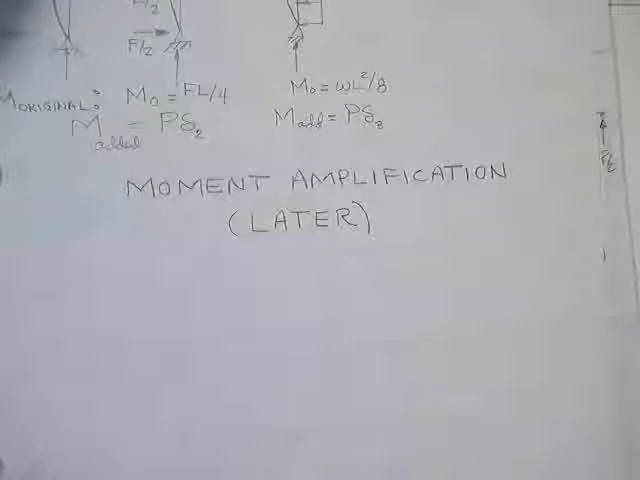 F/2
M ORIGINAL: M₀ = FL/4 M₀ = wL²/8
M added = Pδ₂ M add = Pδ₃
MOMENT AMPLIFICATION
(LATER)